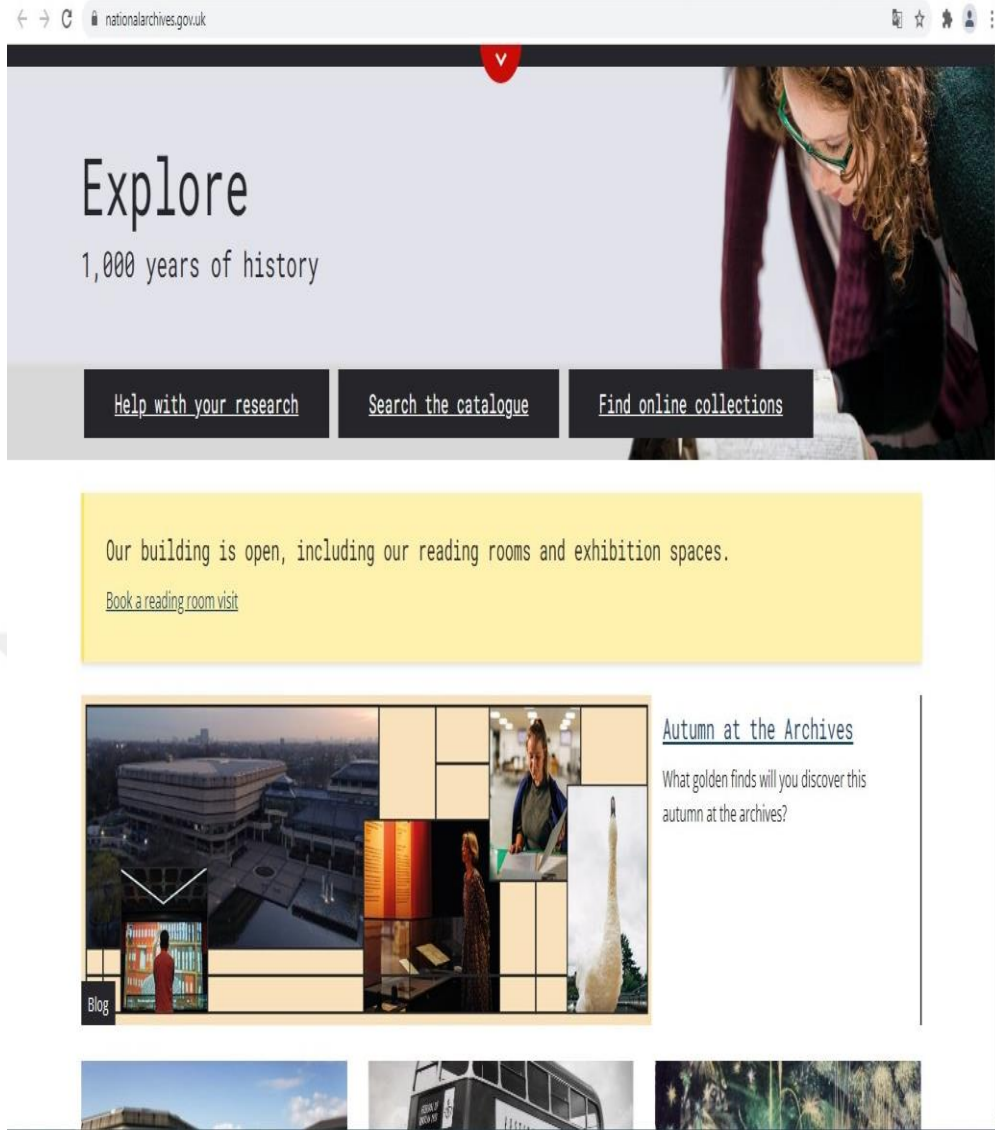 nationalarchives.gov.uk
Explore
1,000 years of history
Help with your research
Search the catalogue
Find online collections
Our building is open, including our reading rooms and exhibition spaces.
Book a reading room visit
Autumn at the Archives
What golden finds will you discover this
autumn at the archives?
Blog